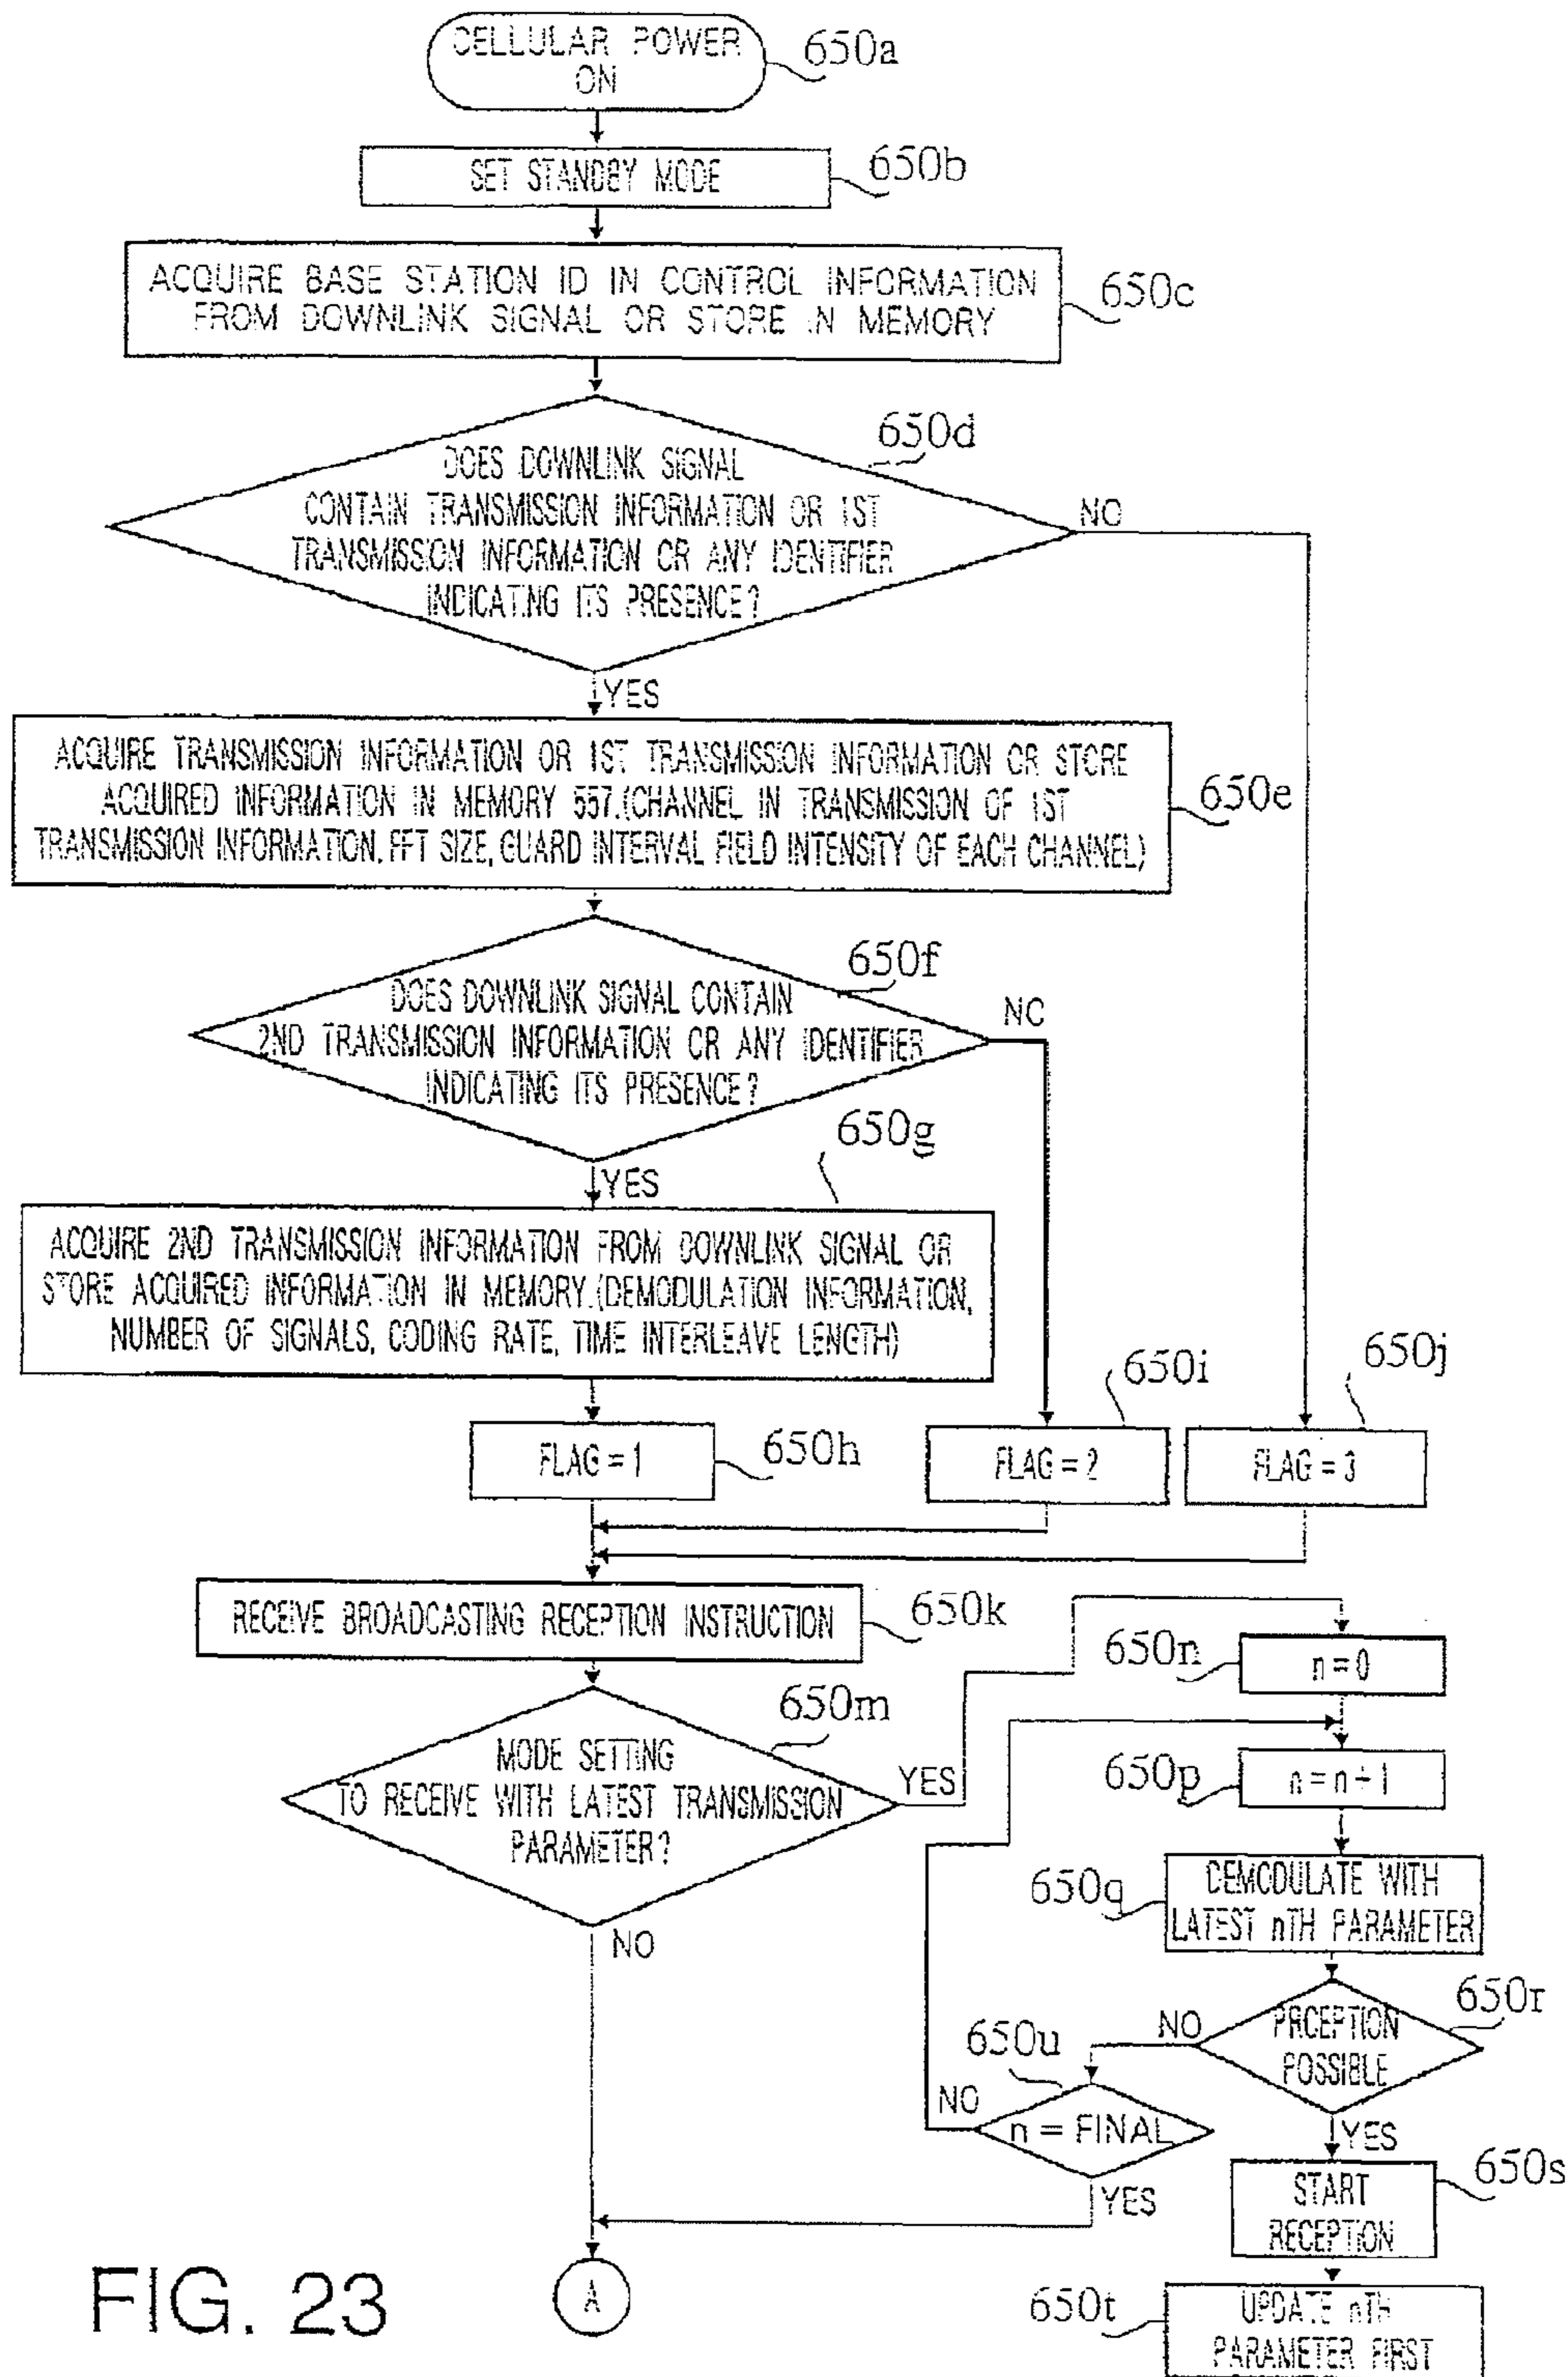 CELLULAR POWER
ON
650a
SET STANDBY MODE
650b
ACQUIRE BASE STATION ID IN CONTROL INFORMATION
FROM DOWNLINK SIGNAL OR STORE IN MEMORY
650c
DOES DOWNLINK SIGNAL
CONTAIN TRANSMISSION INFORMATION OR 1ST
TRANSMISSION INFORMATION OR ANY IDENTIFIER
INDICATING ITS PRESENCE?
650d
NO
YES
ACQUIRE TRANSMISSION INFORMATION OR 1ST TRANSMISSION INFORMATION OR STORE
ACQUIRED INFORMATION IN MEMORY 557.(CHANNEL IN TRANSMISSION OF 1ST
TRANSMISSION INFORMATION, FFT SIZE, GUARD INTERVAL FIELD INTENSITY OF EACH CHANNEL)
650e
DOES DOWNLINK SIGNAL CONTAIN
2ND TRANSMISSION INFORMATION OR ANY IDENTIFIER
INDICATING ITS PRESENCE?
650f
NO
YES
650g
ACQUIRE 2ND TRANSMISSION INFORMATION FROM DOWNLINK SIGNAL OR
STORE ACQUIRED INFORMATION IN MEMORY.(DEMODULATION INFORMATION,
NUMBER OF SIGNALS, CODING RATE, TIME INTERLEAVE LENGTH)
FLAG = 1
650h
650i
FLAG = 2
650j
FLAG = 3
RECEIVE BROADCASTING RECEPTION INSTRUCTION
650k
MODE SETTING
TO RECEIVE WITH LATEST TRANSMISSION
PARAMETER?
650m
YES
NO
650n
n = 0
650p
n = n + 1
650q
DEMODULATE WITH
LATEST nTH PARAMETER
PRCEPTION
POSSIBLE
650r
NO
YES
650u
n = FINAL
NO
YES
START
RECEPTION
650s
650t
UPDATE nTH
PARAMETER FIRST
A
FIG. 23